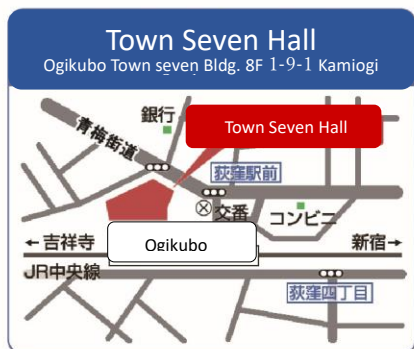 Town Seven Hall
Ogikubo Town seven Bldg. 8F 1-9-1 Kamiogi
銀行
青梅街道
Town Seven Hall
荻窪駅前
交番
コンビニ
Ogikubo
←吉祥寺
新宿→
JR中央線
荻窪四丁目